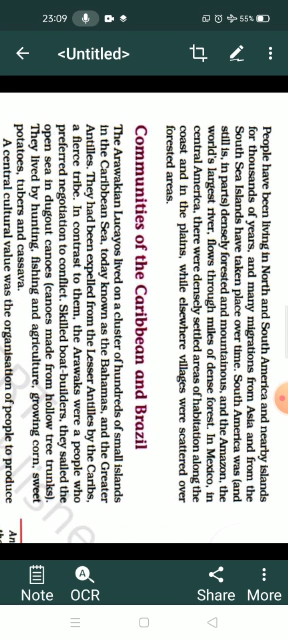 23:09
55%
<Untitled>
People have been living in North and South America and nearby islands
for thousands of years, and many migrations from Asia and from the
South Sea Islands have taken place over time. South America was (and
still is, in parts) densely forested and mountainous, and the Amazon, the
world's largest river, flows through miles of dense forest. In Mexico, in
central America, there were densely settled areas of habitation along the
coast and in the plains, while elsewhere villages were scattered over
forested areas.
Communities of the Caribbean and Brazil
The Arawakian Lucayos lived on a cluster of hundreds of small islands
in the Caribbean Sea, today known as the Bahamas, and the Greater
Antilles. They had been expelled from the Lesser Antilles by the Caribs,
a fierce tribe. In contrast to them, the Arawaks were a people who
preferred negotiation to conflict. Skilled boat-builders, they sailed the
open sea in dugout canoes (canoes made from hollow tree trunks).
They lived by hunting, fishing and agriculture, growing corn, sweet
potatoes, tubers and cassava.
A central cultural value was the organisation of people to produce
Note OCR Share More